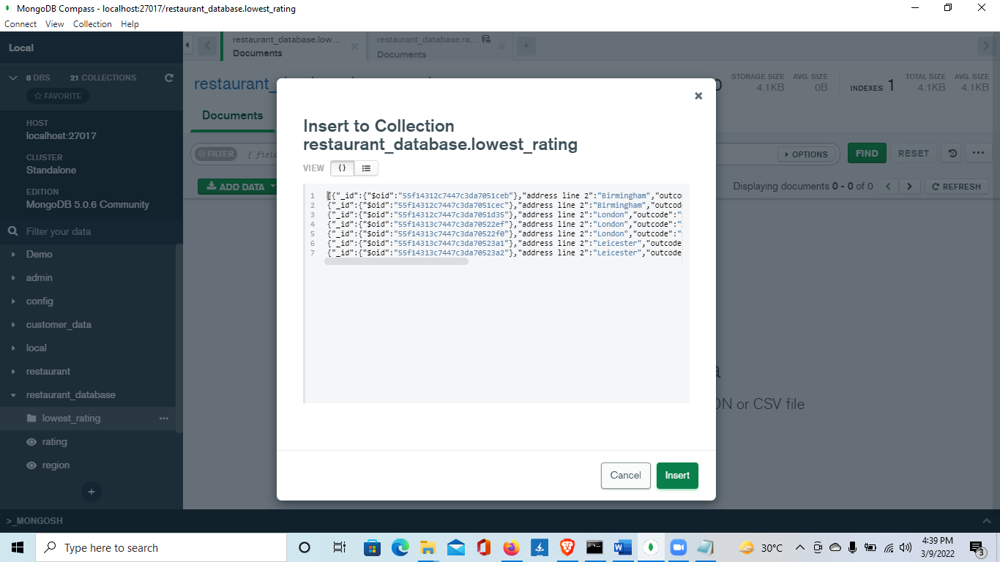 MongoDB Compass - localhost:27017/restaurant_database.lowest_rating
Connect View Collection Help
Local
8 DBS 21 COLLECTIONS
FAVORITE
HOST
localhost:27017
CLUSTER
Standalone
EDITION
MongoDB 5.0.6 Community
Filter your data
Demo
admin
config
customer_data
local
restaurant
restaurant_database
lowest_rating ...
rating
region
+
>_MONGOSH
restaurant_database.low...
Documents
restaurant_database.ra...
Documents
+
restaurant_
STORAGE SIZE
4.1KB
AVG. SIZE
0B
INDEXES 1
TOTAL SIZE
4.1KB
AVG. SIZE
4.1KB
Documents
FILTER { field
OPTIONS
FIND
RESET
...
ADD DATA
Displaying documents 0 - 0 of 0
REFRESH
ON or CSV file
Insert to Collection
restaurant_database.lowest_rating
VIEW {}
1 [{"_id":{"$oid":"55f14312c7447c3da7051ceb"},"address line 2":"Birmingham","outco
2 {"_id":{"$oid":"55f14312c7447c3da7051cec"},"address line 2":"Birmingham","outcod
3 {"_id":{"$oid":"55f14312c7447c3da7051d35"},"address line 2":"London","outcode":"
4 {"_id":{"$oid":"55f14313c7447c3da70522ef"},"address line 2":"London","outcode":"
5 {"_id":{"$oid":"55f14313c7447c3da70522f0"},"address line 2":"London","outcode":"
6 {"_id":{"$oid":"55f14313c7447c3da70523a1"},"address line 2":"Leicester","outcode
7 {"_id":{"$oid":"55f14313c7447c3da70523a2"},"address line 2":"Leicester","outcode
Cancel
Insert
Type here to search
30°C
4:39 PM
3/9/2022
3